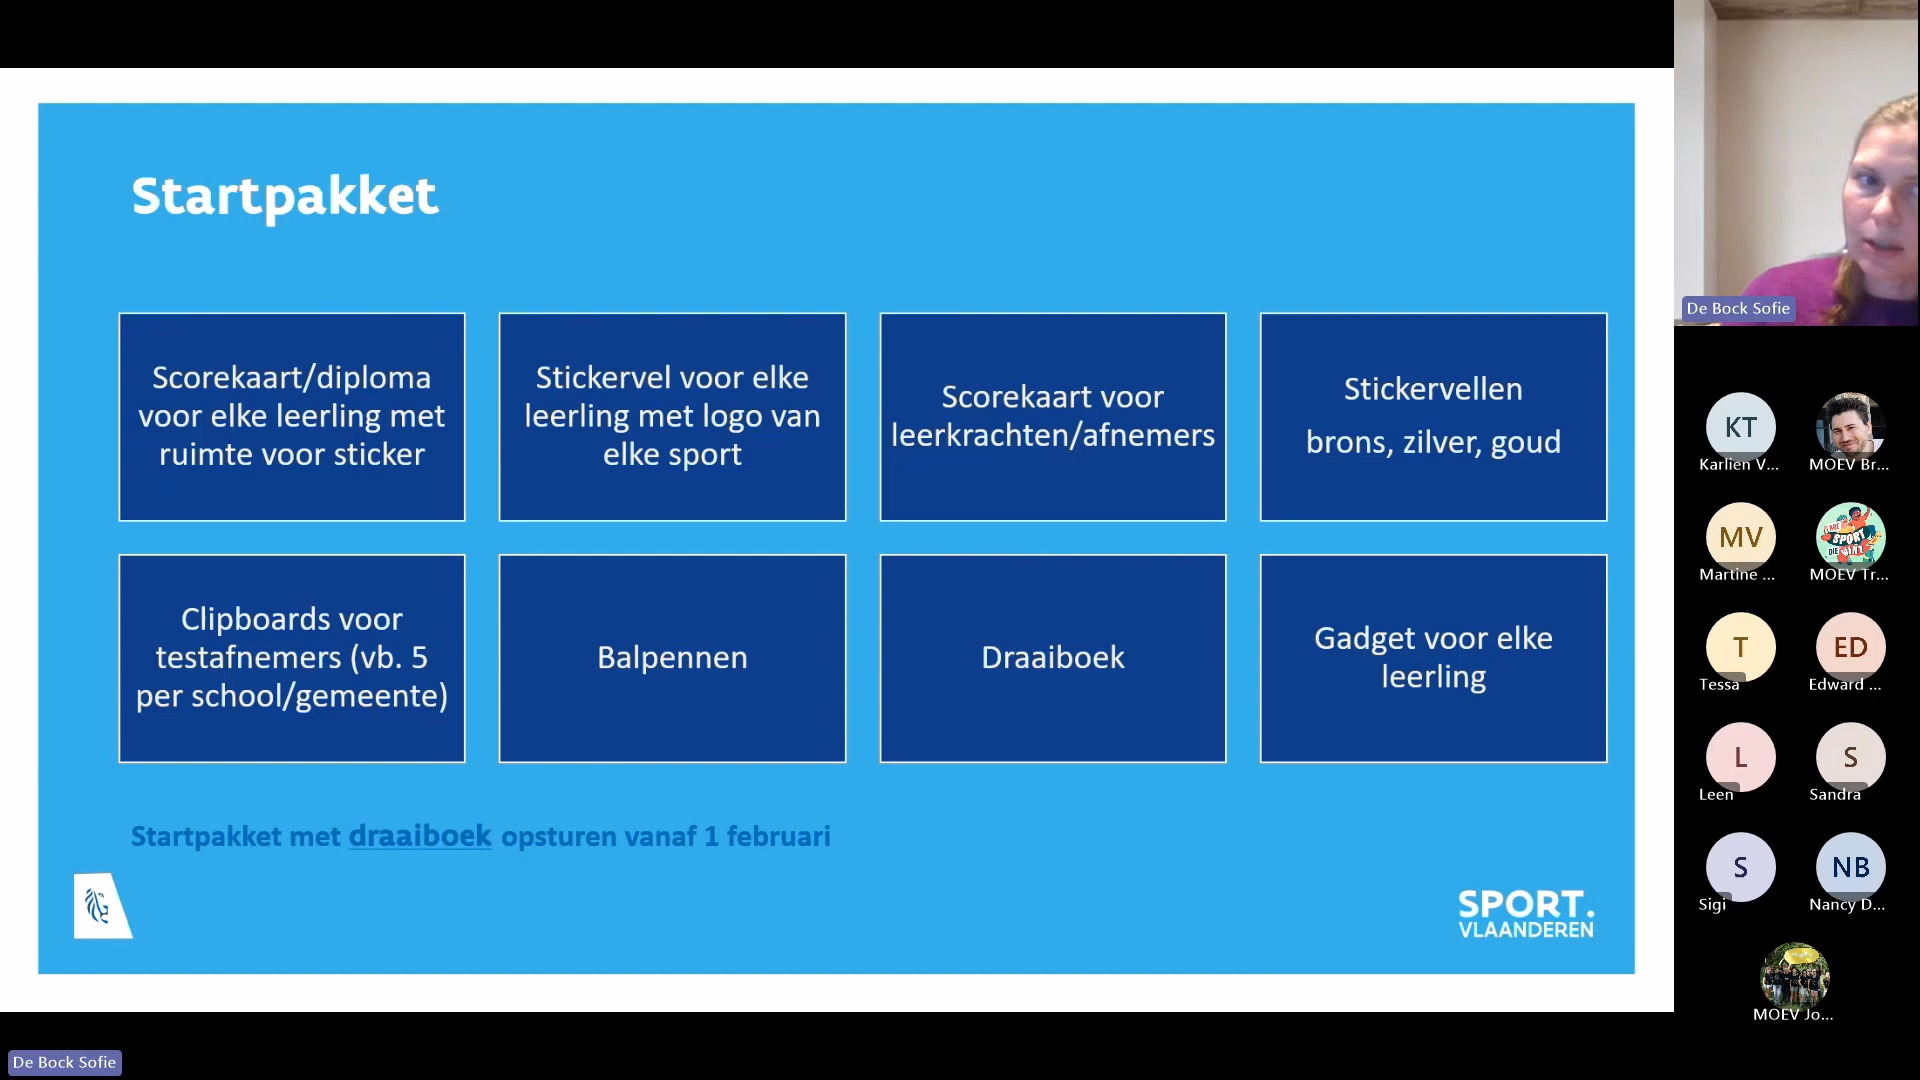 Startpakket
Scorekaart/diploma
voor elke leerling met
ruimte voor sticker
Stickervel voor elke
leerling met logo van
elke sport
Scorekaart voor
leerkrachten/afnemers
Stickervellen
brons, zilver, goud
Clipboards voor
testafnemers (vb. 5
per school/gemeente)
Balpennen
Draaiboek
Gadget voor elke
leerling
Startpakket met draaiboek opsturen vanaf 1 februari
SPORT.
VLAANDEREN
De Bock Sofie
De Bock Sofie
KT
Karlien V...
MOEV Br...
MV
Martine ...
SPORT
DIE
MOEV Tr...
T
Tessa
ED
Edward ...
L
Leen
S
Sandra
S
Sigi
NB
Nancy D...
MOEV Jo...